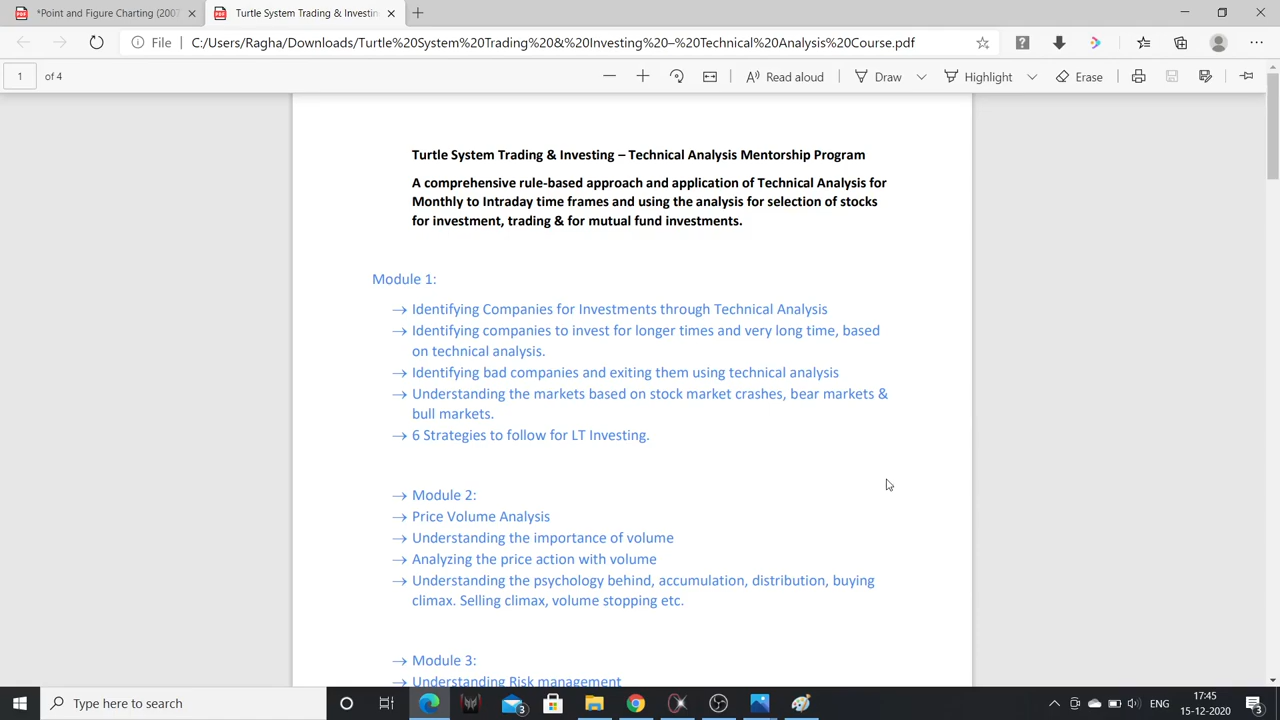 *Point and Figure Charting (2007
Turtle System Trading & Investin
File
C:/Users/Ragha/Downloads/Turtle%20System%20Trading%20&%20Investing%20–%20Technical%20Analysis%20Course.pdf
1 of 4
Read aloud
Draw
Highlight
Erase
Turtle System Trading & Investing – Technical Analysis Mentorship Program
A comprehensive rule-based approach and application of Technical Analysis for
Monthly to Intraday time frames and using the analysis for selection of stocks
for investment, trading & for mutual fund investments.
Module 1:
→ Identifying Companies for Investments through Technical Analysis
→ Identifying companies to invest for longer times and very long time, based
on technical analysis.
→ Identifying bad companies and exiting them using technical analysis
→ Understanding the markets based on stock market crashes, bear markets &
bull markets.
→ 6 Strategies to follow for LT Investing.
→ Module 2:
→ Price Volume Analysis
→ Understanding the importance of volume
→ Analyzing the price action with volume
→ Understanding the psychology behind, accumulation, distribution, buying
climax. Selling climax, volume stopping etc.
→ Module 3:
→ Understanding Risk management
Type here to search
3
ENG
17:45
15-12-2020
3